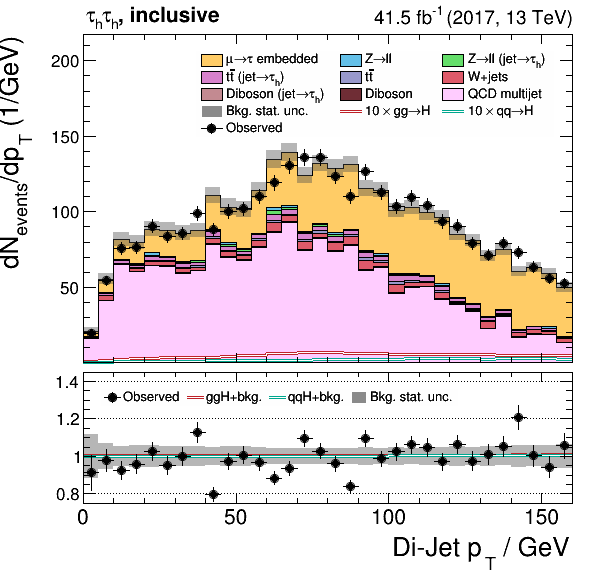 τₕτₕ, inclusive 41.5 fb⁻¹ (2017, 13 TeV)
dN_events/dp_T (1/GeV)
200
150
100
50
μ→τ embedded Z→ll Z→ll (jet→τₕ)
tt̄ (jet→τₕ) tt̄ W+jets
Diboson (jet→τₕ) Diboson QCD multijet
Bkg. stat. unc. 10 × gg→H 10 × qq→H
Observed
1.4
1.2
1
0.8
Observed ggH+bkg. qqH+bkg. Bkg. stat. unc.
0 50 100 150
Di-Jet p_T / GeV